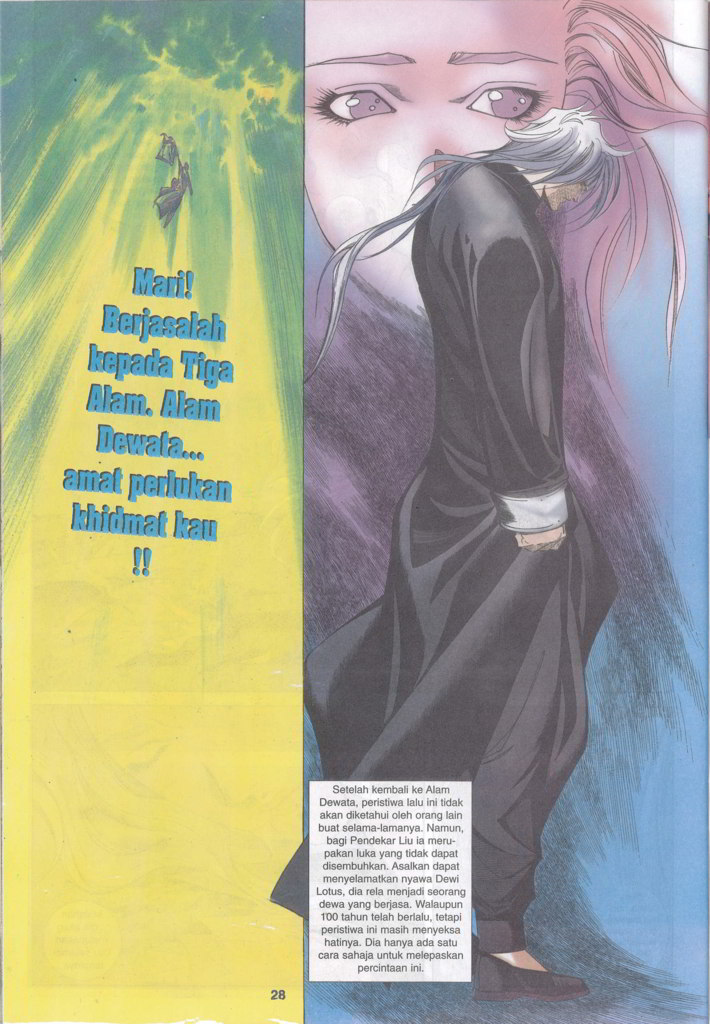 Mari!
Berjasalah
kepada Tiga
Alam. Alam
Dewata...
amat perlukan
khidmat kau
!!
Setelah kembali ke Alam
Dewata, peristiwa lalu ini tidak
akan diketahui oleh orang lain
buat selama-lamanya. Namun,
bagi Pendekar Liu ia meru-
pakan luka yang tidak dapat
disembuhkan. Asalkan dapat
menyelamatkan nyawa Dewi
Lotus, dia rela menjadi seorang
dewa yang berjasa. Walaupun
100 tahun telah berlalu, tetapi
peristiwa ini masih menyeksa
hatinya. Dia hanya ada satu
cara sahaja untuk melepaskan
percintaan ini.
28